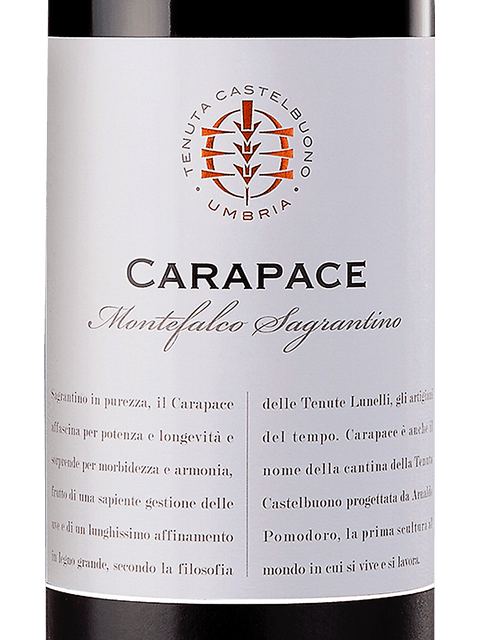 TENUTA CASTELBUONO
• UMBRIA •
CARAPACE
Montefalco Sagrantino
Sagrantino in purezza, il Carapace
affascina per potenza e longevità e
sorprende per morbidezza e armonia,
frutto di una sapiente gestione delle
uve e di un lunghissimo affinamento
in legno grande, secondo la filosofia
delle Tenute Lunelli, gli artigiani
del tempo. Carapace è anche il
nome della cantina della Tenuta
Castelbuono progettata da Arnaldo
Pomodoro, la prima scultura al
mondo in cui si vive e si lavora.